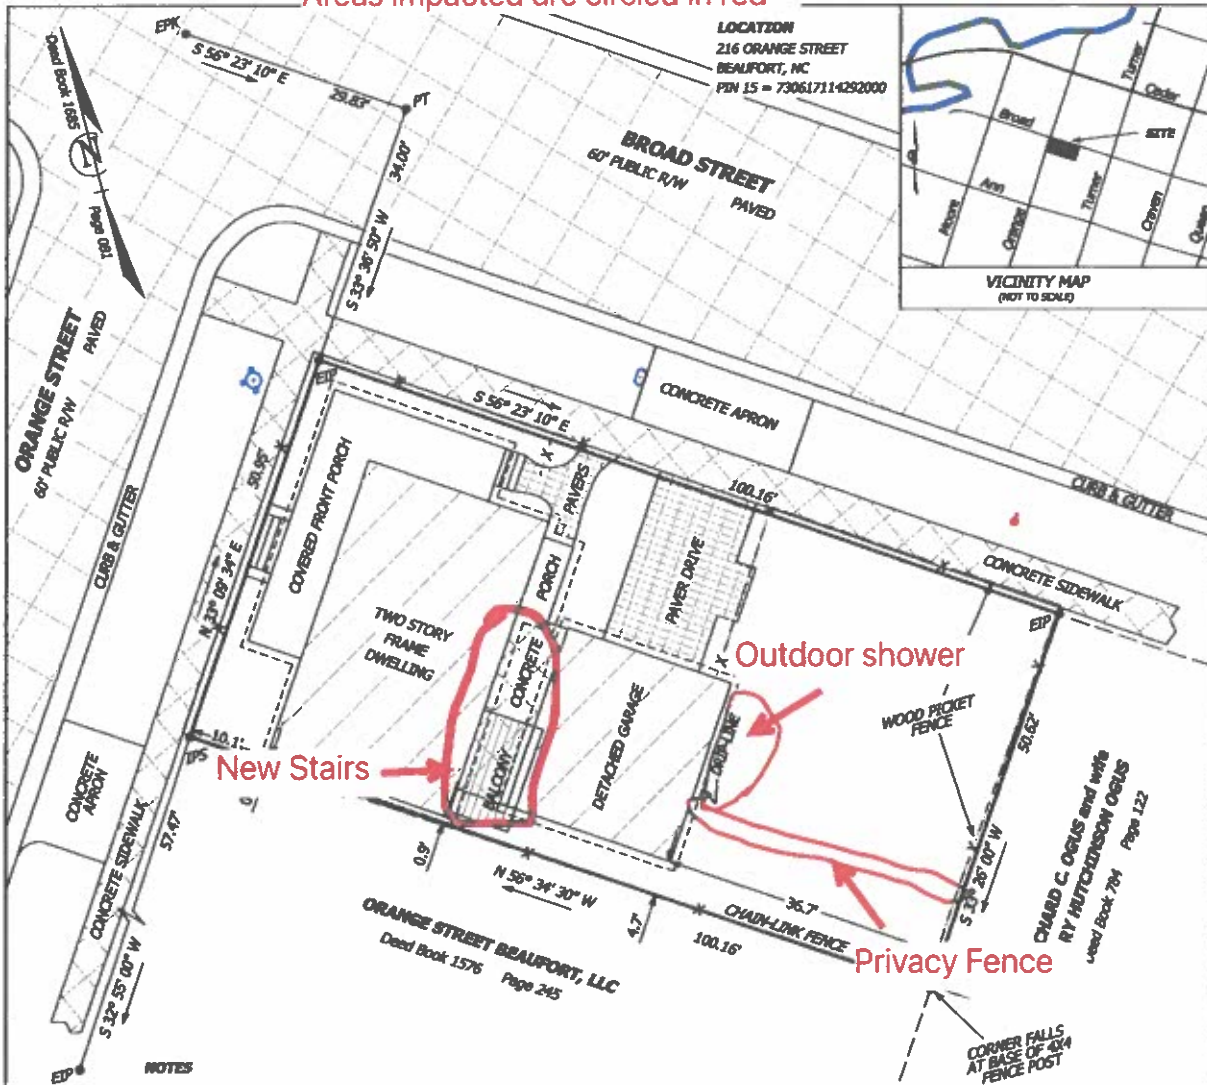 Areas impacted are circled in red
LOCATION
216 ORANGE STREET
BEAUFORT, NC
PIN 15 = 730617114292000
EPK
S 56° 23' 10" E
29.83'
PT
Deed Book 1685
N
Page 081
34.00'
S 33° 36' 50" W
BROAD STREET
60' PUBLIC R/W
PAVED
Turner
Cedar
Broad
SITE
Ann
Moore
Orange
Turner
Craven
Queen
VICINITY MAP
(NOT TO SCALE)
ORANGE STREET
60' PUBLIC R/W
PAVED
CURB & GUTTER
EIP
S 56° 23' 10" E
CONCRETE APRON
100.16'
CURB & GUTTER
50.95'
N 33° 09' 34" E
COVERED FRONT PORCH
PAVERS
PORCH
PAVER DRIVE
CONCRETE SIDEWALK
EIP
TWO STORY
FRAME
DWELLING
CONCRETE
BALCONY
DETACHED GARAGE
DRIP-LINE
Outdoor shower
WOOD PICKET
FENCE
50.62'
New Stairs
10.1'
IPS
CONCRETE
APRON
CONCRETE SIDEWALK
57.47'
S 32° 55' 00" W
0.9'
N 56° 34' 30" W
4.7'
36.7'
CHAIN-LINK FENCE
100.16'
Privacy Fence
S 33° 26' 00" W
CHARD C. OGUS and wife
RY HUTCHINSON OGUS
Deed Book 784 Page 122
ORANGE STREET BEAUFORT, LLC
Deed Book 1576 Page 245
CORNER FALLS
AT BASE OF 4X4
FENCE POST
EIP
NOTES